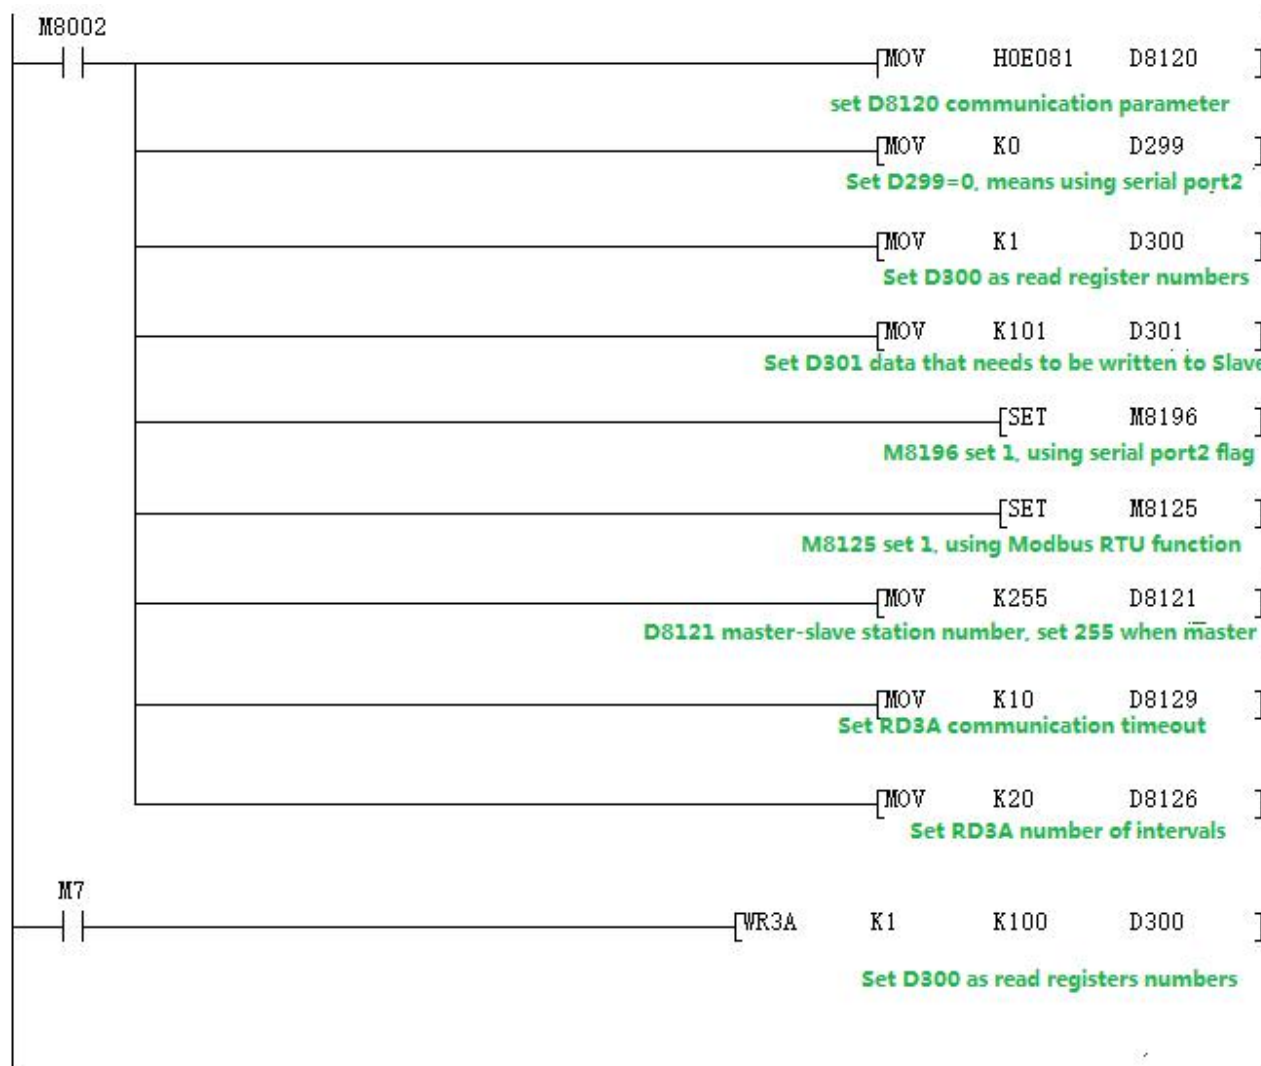 M8002
[MOV H0E081 D8120 ]
set D8120 communication parameter
[MOV K0 D299 ]
Set D299=0, means using serial port2
[MOV K1 D300 ]
Set D300 as read register numbers
[MOV K101 D301 ]
Set D301 data that needs to be written to Slave
[SET M8196 ]
M8196 set 1, using serial port2 flag
[SET M8125 ]
M8125 set 1, using Modbus RTU function
[MOV K255 D8121 ]
D8121 master-slave station number, set 255 when master
[MOV K10 D8129 ]
Set RD3A communication timeout
[MOV K20 D8126 ]
Set RD3A number of intervals
M7
[WR3A K1 K100 D300 ]
Set D300 as read registers numbers